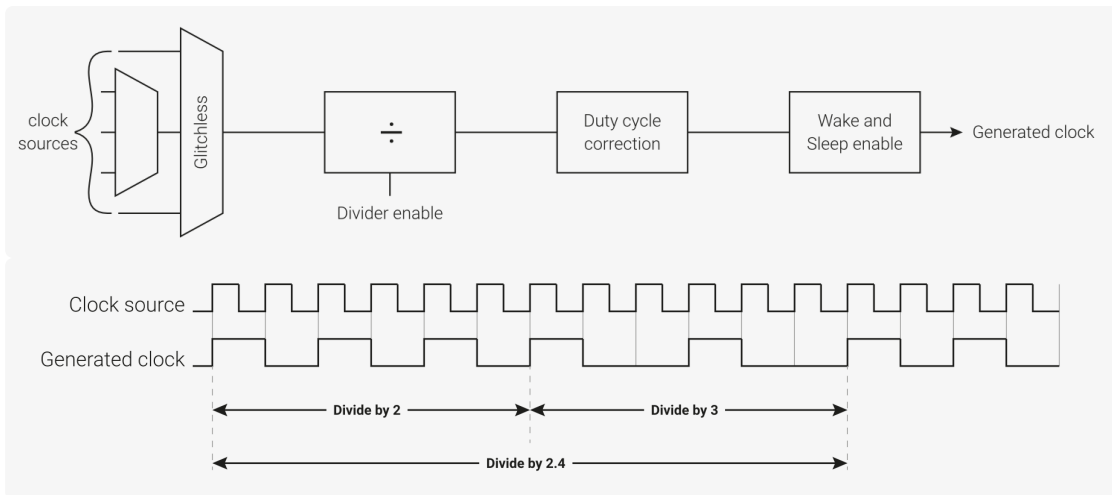 clock
sources
Glitchless
÷
Divider enable
Duty cycle
correction
Wake and
Sleep enable
Generated clock
Clock source
Generated clock
Divide by 2
Divide by 3
Divide by 2.4